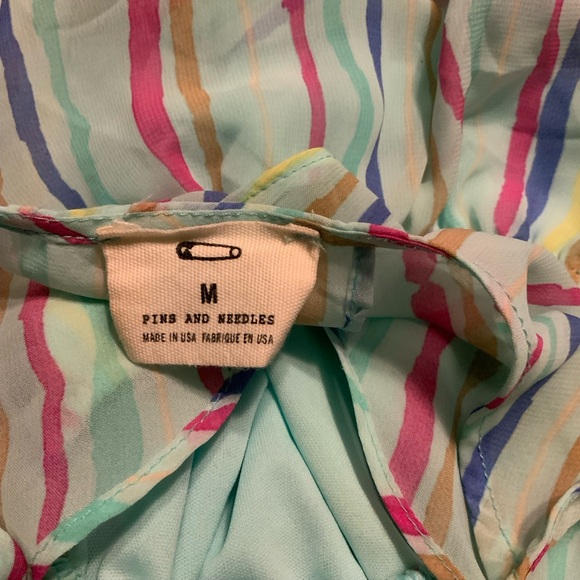 M
PINS AND NEEDLES
MADE IN USA FABRIQUE EN USA